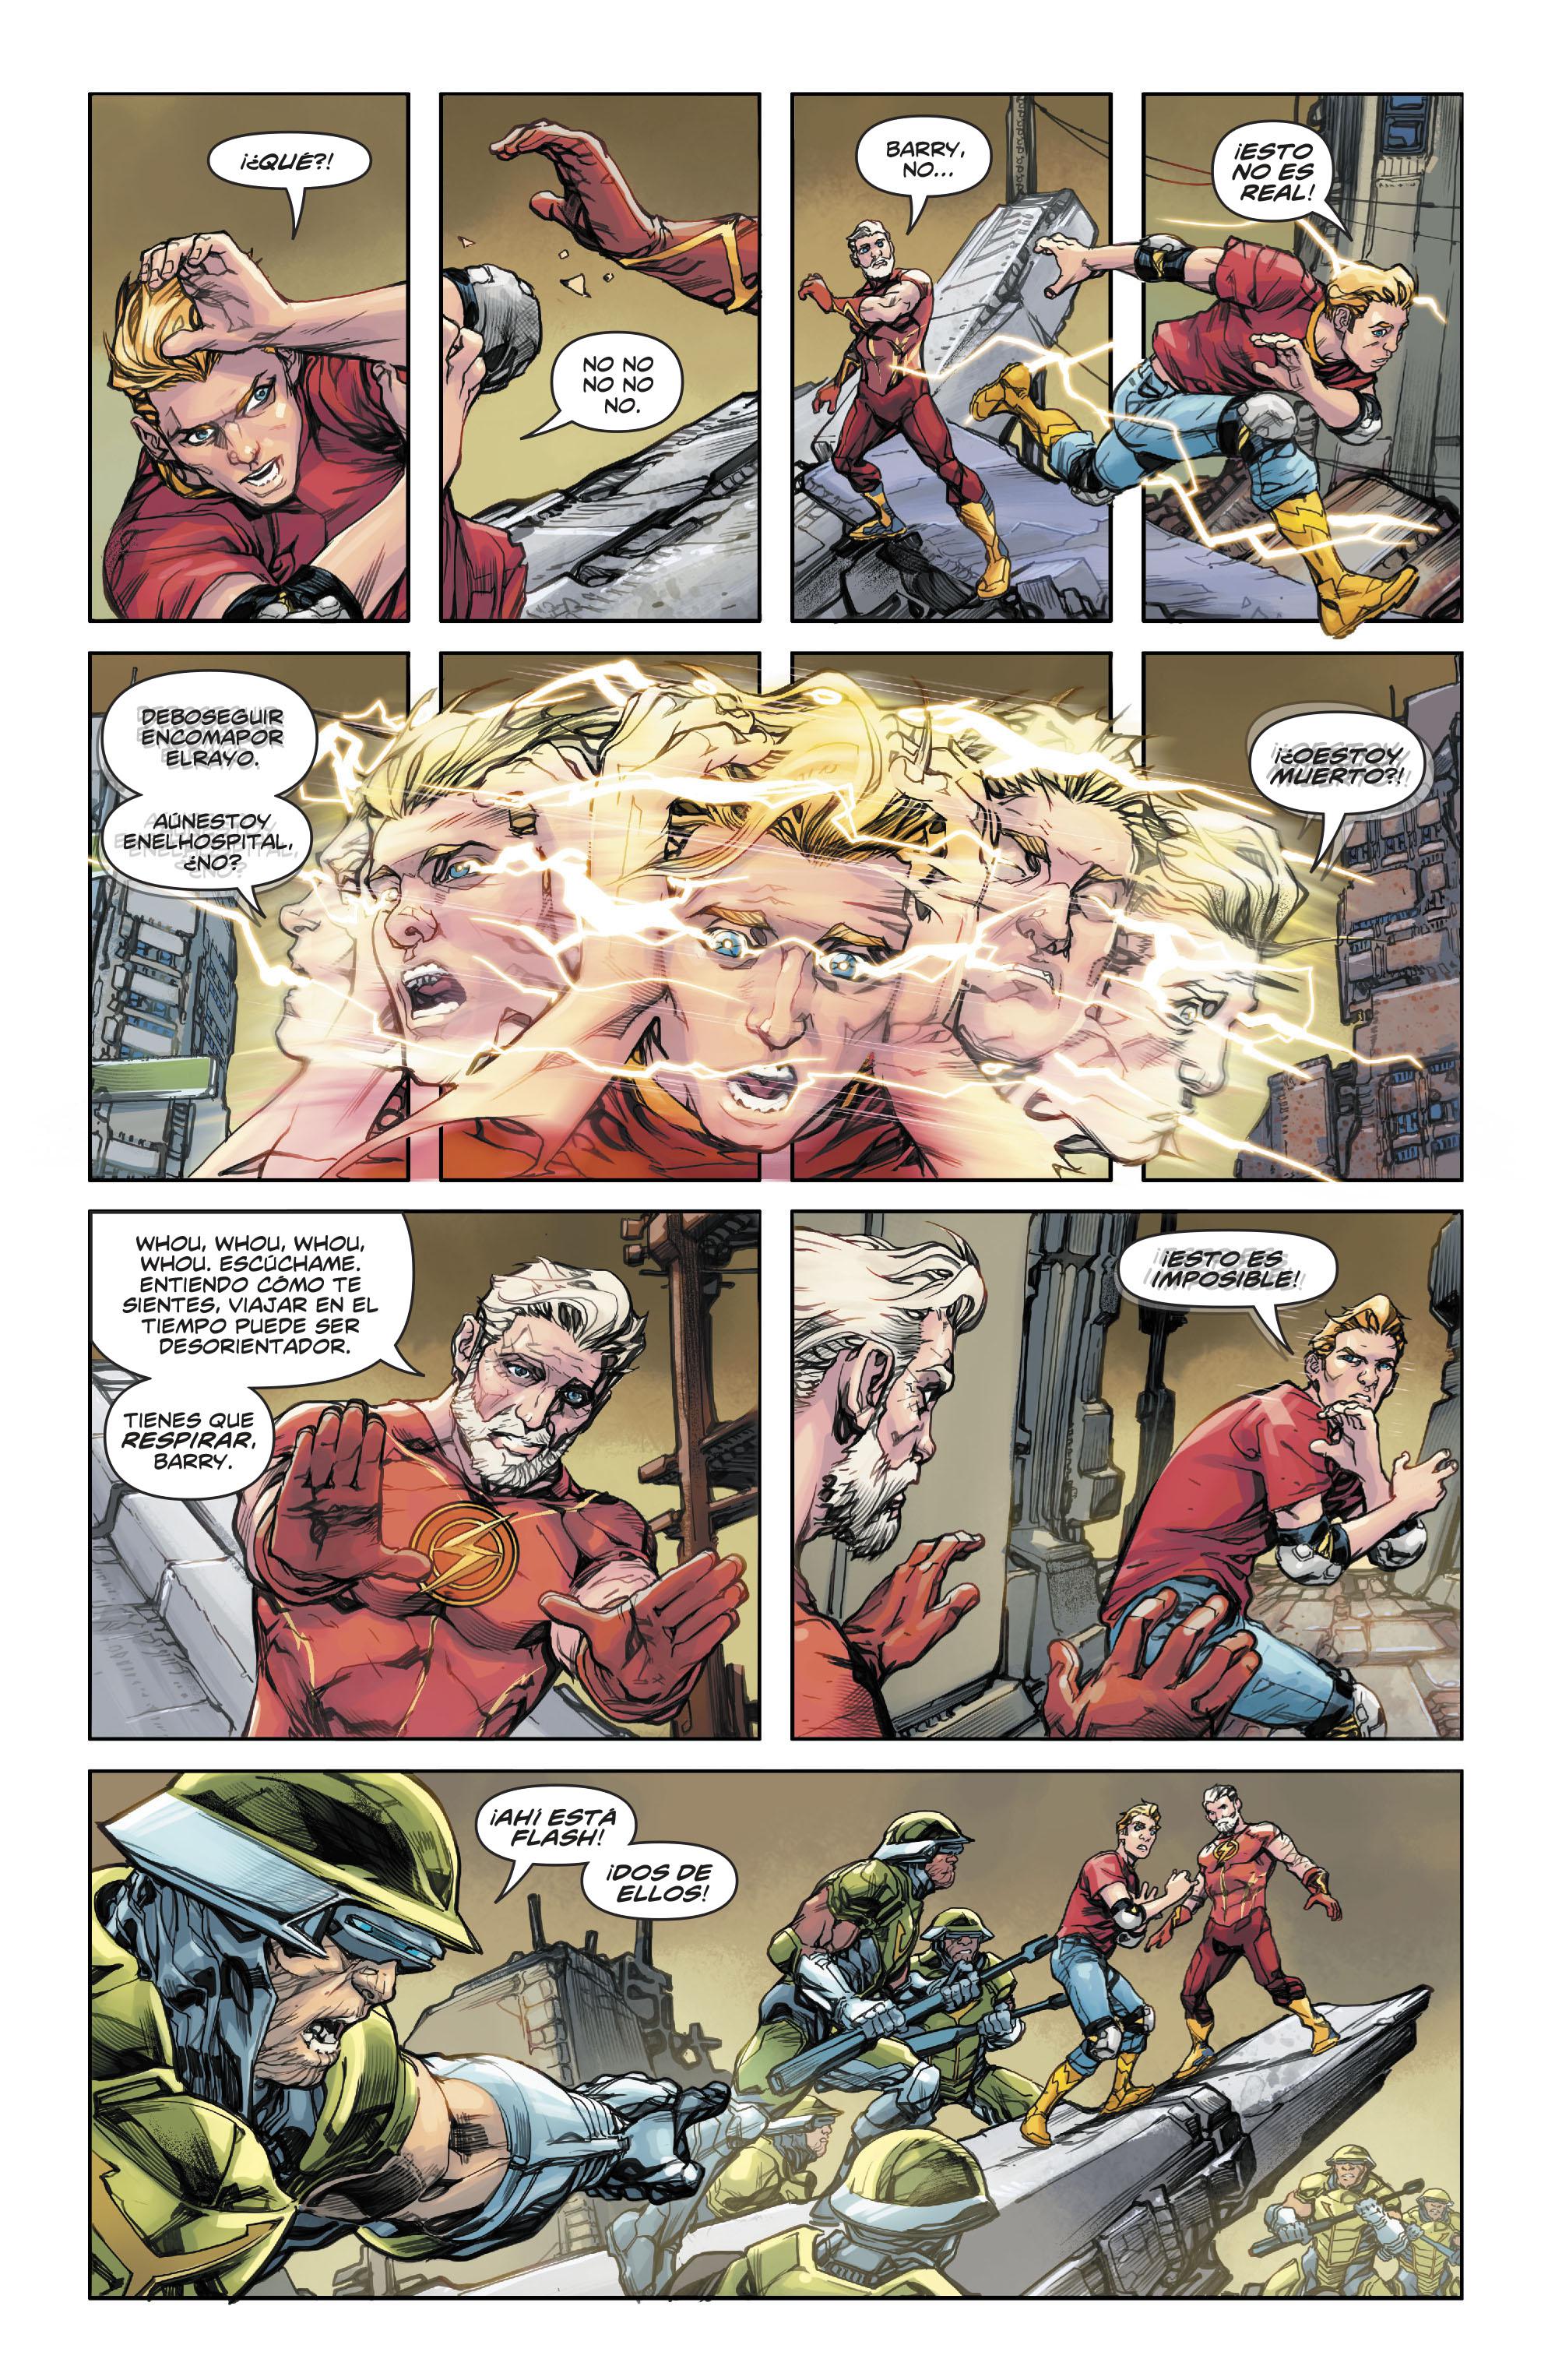 ¡¿QUÉ?!
NO NO
NO NO
NO.
BARRY,
NO...
¡ESTO
NO ES
REAL!
DEBOSEGUIR
ENCOMAPOR
ELRAYO.
AÚNESTOY
ENELHOSPITAL,
¿NO?
¡¿OESTOY
MUERTO?!
WHOU, WHOU, WHOU,
WHOU. ESCÚCHAME.
ENTIENDO CÓMO TE
SIENTES, VIAJAR EN EL
TIEMPO PUEDE SER
DESORIENTADOR.
TIENES QUE
RESPIRAR,
BARRY.
¡ESTO ES
IMPOSIBLE!
¡AHÍ ESTÁ
FLASH!
¡DOS DE
ELLOS!